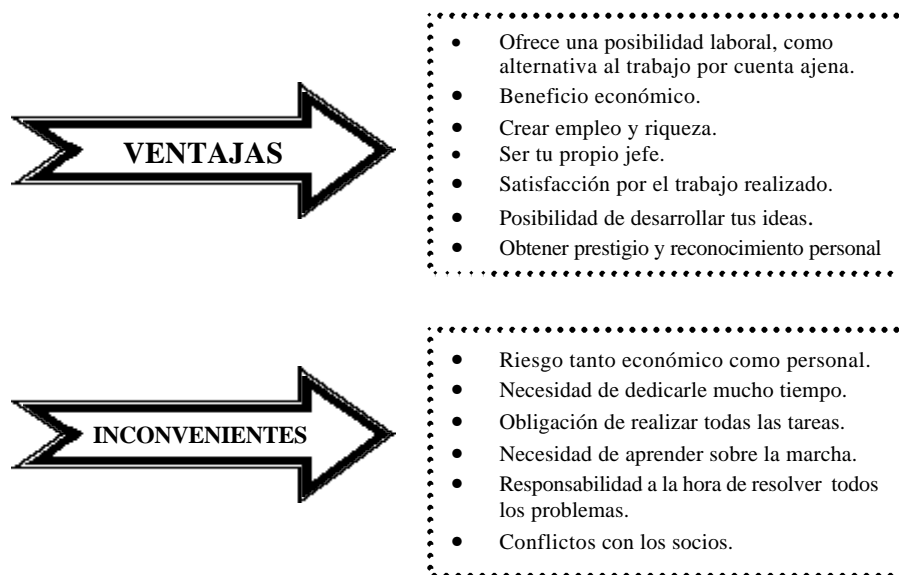 VENTAJAS
• Ofrece una posibilidad laboral, como
alternativa al trabajo por cuenta ajena.
• Beneficio económico.
• Crear empleo y riqueza.
• Ser tu propio jefe.
• Satisfacción por el trabajo realizado.
• Posibilidad de desarrollar tus ideas.
• Obtener prestigio y reconocimiento personal
INCONVENIENTES
• Riesgo tanto económico como personal.
• Necesidad de dedicarle mucho tiempo.
• Obligación de realizar todas las tareas.
• Necesidad de aprender sobre la marcha.
• Responsabilidad a la hora de resolver todos
los problemas.
• Conflictos con los socios.